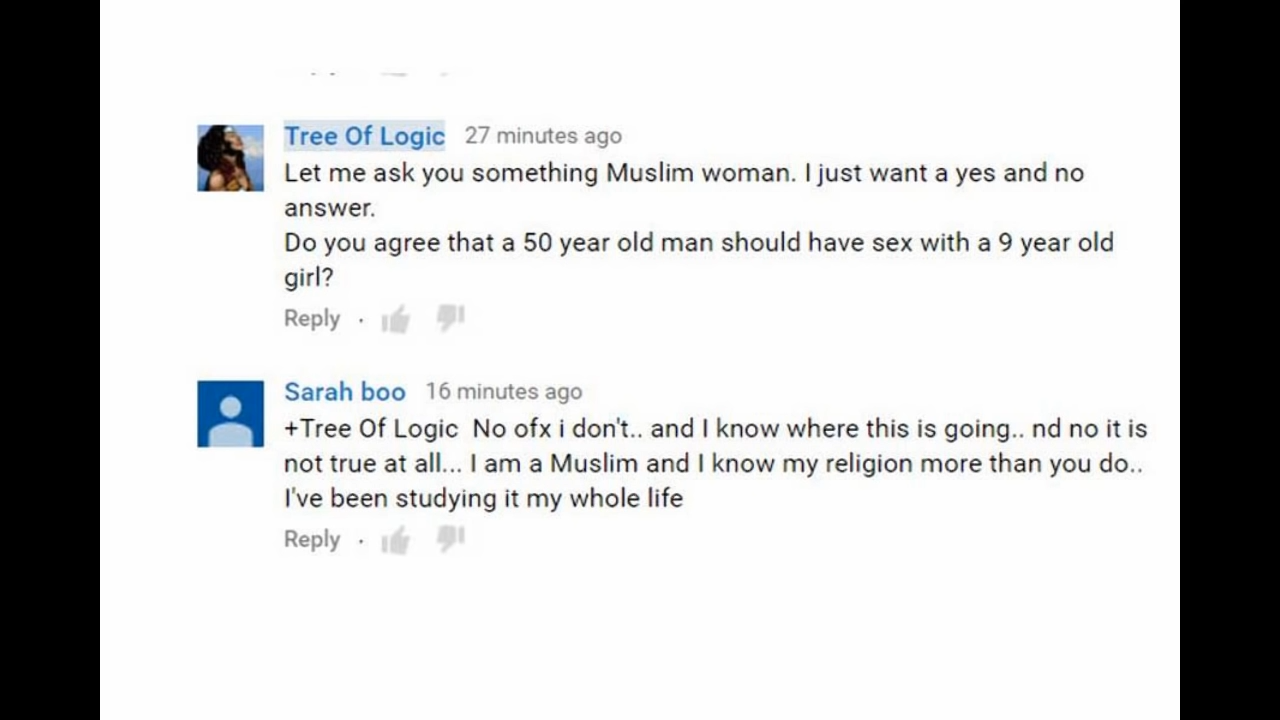 Tree Of Logic 27 minutes ago
Let me ask you something Muslim woman. I just want a yes and no
answer.
Do you agree that a 50 year old man should have sex with a 9 year old
girl?
Reply ·
Sarah boo 16 minutes ago
+Tree Of Logic No ofx i don't.. and I know where this is going.. nd no it is
not true at all... I am a Muslim and I know my religion more than you do..
I've been studying it my whole life
Reply ·